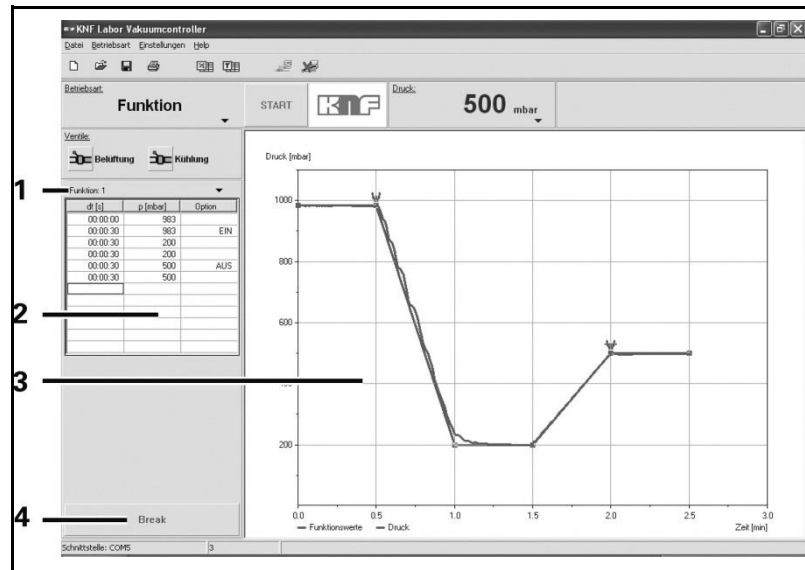 KNF Labor Vakuumcontroller
Datei Betriebsart Einstellungen Help
Betriebsart:
Funktion
START
KNF
Druck:
500 mbar
Ventile:
Belüftung Kühlung
1
Funktion: 1
dt [s] p [mbar] Option
00:00:00 983
00:00:30 983 EIN
00:00:30 200
00:00:30 200
00:00:30 500 AUS
00:00:30 500
2
3
4
Break
Druck [mbar]
1000
800
600
400
200
0.0 0.5 1.0 1.5 2.0 2.5 3.0
Funktionswerte Druck Zeit [min]
Schnittstelle: COM5 3